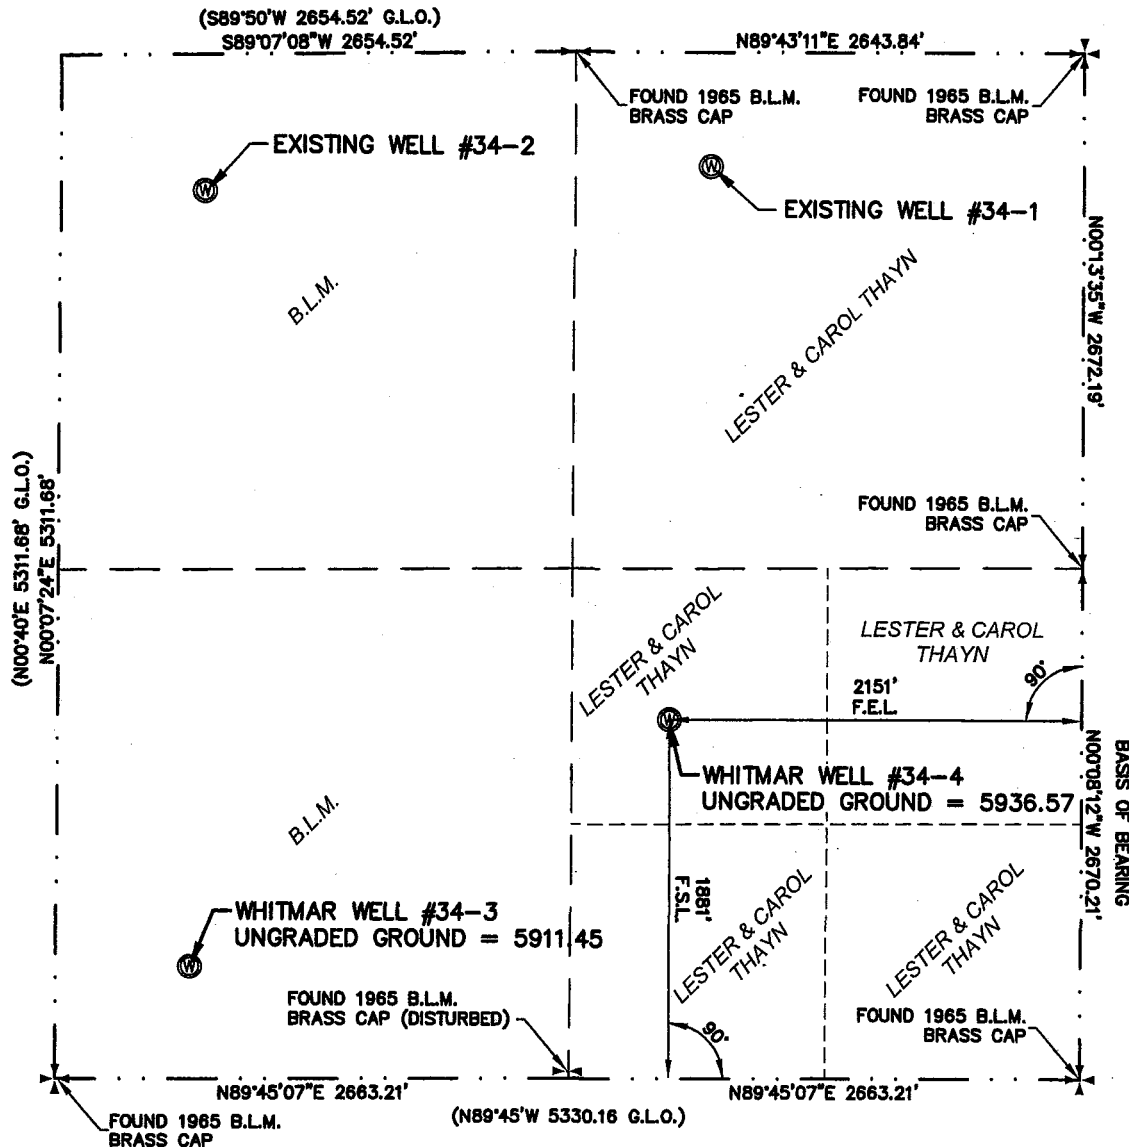 (S89°50'W 2654.52' G.L.O.)
S89°07'08"W 2654.52'
N89°43'11"E 2643.84'
FOUND 1965 B.L.M.
BRASS CAP
FOUND 1965 B.L.M.
BRASS CAP
EXISTING WELL #34-2
W
W
EXISTING WELL #34-1
N00°13'35"W 2672.19'
B.L.M.
LESTER & CAROL THAYN
(N00°40'E 5311.68' G.L.O.)
N00°07'24"E 5311.68'
FOUND 1965 B.L.M.
BRASS CAP
LESTER & CAROL
THAYN
LESTER & CAROL
THAYN
90°
2151'
F.E.L.
W
WHITMAR WELL #34-4
UNGRADED GROUND = 5936.57
BASIS OF BEARING
N00°08'12"W 2670.21'
B.L.M.
1881'
F.S.L.
LESTER & CAROL
THAYN
LESTER & CAROL
THAYN
WHITMAR WELL #34-3
UNGRADED GROUND = 5911.45
W
FOUND 1965 B.L.M.
BRASS CAP (DISTURBED)
90°
FOUND 1965 B.L.M.
BRASS CAP
N89°45'07"E 2663.21'
N89°45'07"E 2663.21'
(N89°45'W 5330.16 G.L.O.)
FOUND 1965 B.L.M.
BRASS CAP